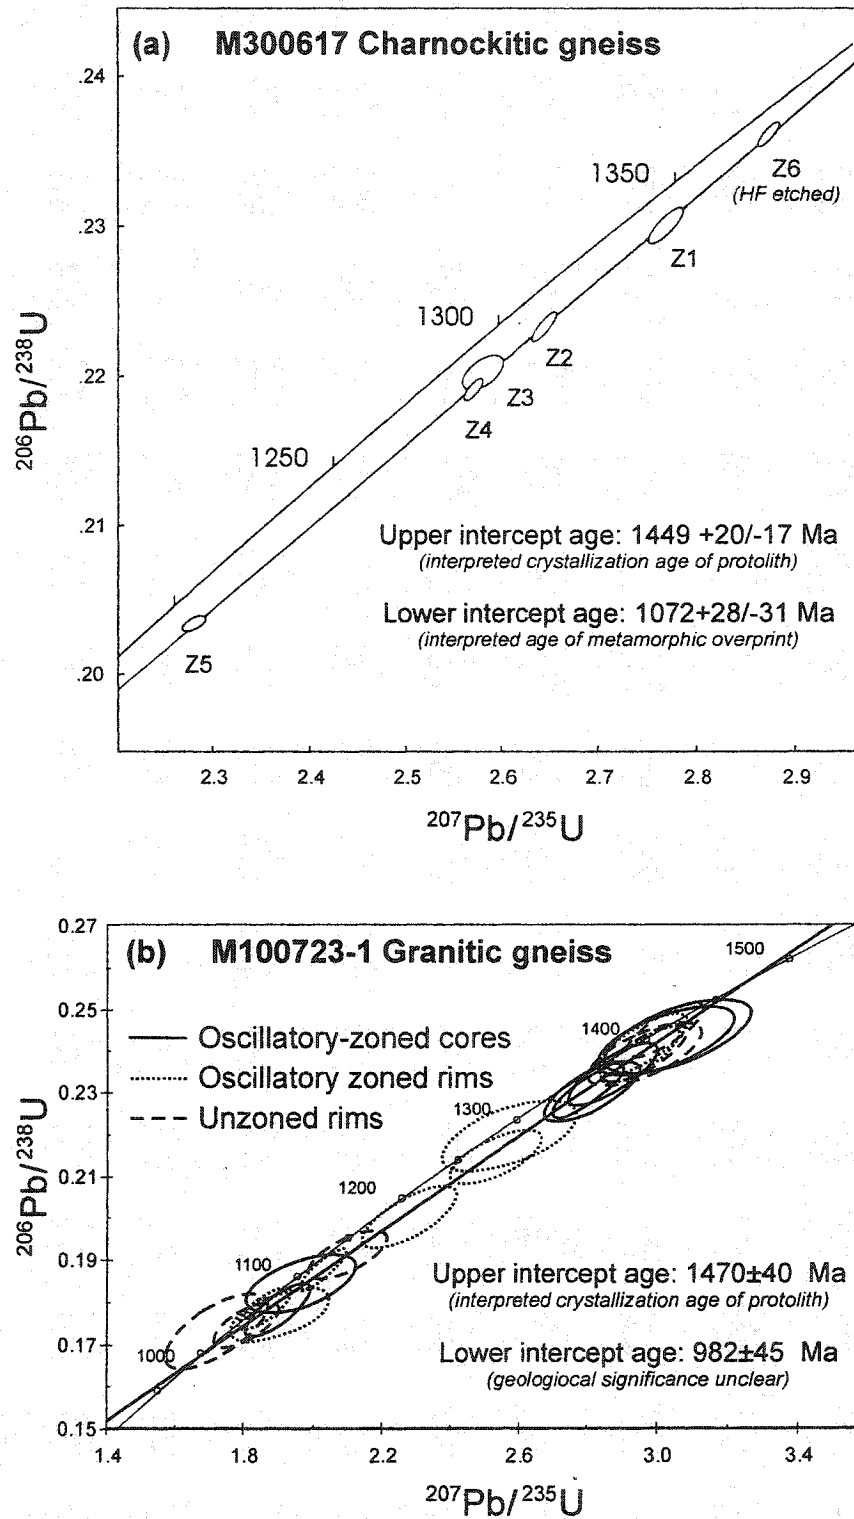 (a) M300617 Charnockitic gneiss
.24
1350
Z6
(HF etched)
.23
Z1
1300
Z2
.22
Z3
Z4
1250
.21
Upper intercept age: 1449 +20/-17 Ma
(interpreted crystallization age of protolith)
Lower intercept age: 1072+28/-31 Ma
(interpreted age of metamorphic overprint)
Z5
.20
206Pb/238U
2.3 2.4 2.5 2.6 2.7 2.8 2.9
207Pb/235U
0.27
(b) M100723-1 Granitic gneiss
1500
0.25
1400
Oscillatory-zoned cores
Oscillatory zoned rims
0.23
Unzoned rims
1300
0.21
1200
0.19
1100
Upper intercept age: 1470±40 Ma
(interpreted crystallization age of protolith)
0.17
1000
Lower intercept age: 982±45 Ma
(geologiocal significance unclear)
0.15
206Pb/238U
1.4 1.8 2.2 2.6 3.0 3.4
207Pb/235U